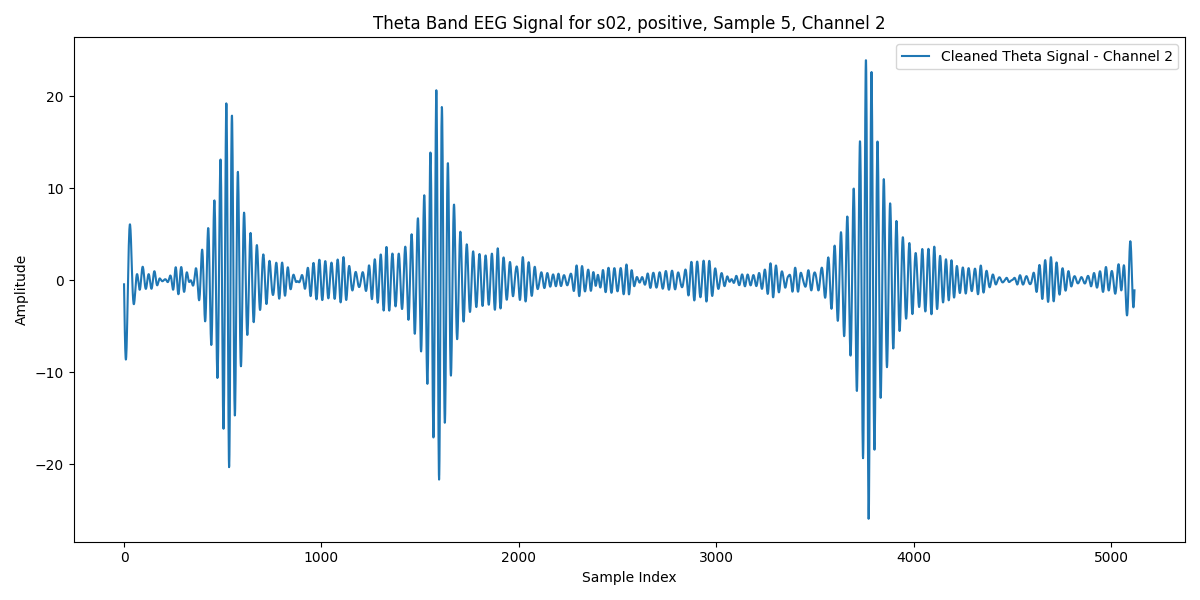 Theta Band EEG Signal for s02, positive, Sample 5, Channel 2
Cleaned Theta Signal - Channel 2
Amplitude
20
10
0
−10
−20
0
1000
2000
3000
4000
5000
Sample Index